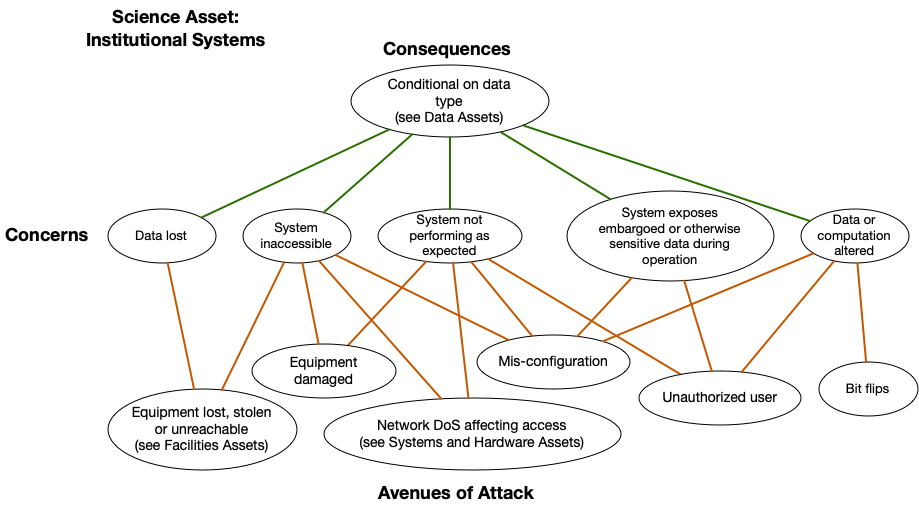 Science Asset:
Institutional Systems
Consequences
Conditional on data
type
(see Data Assets)
Concerns
Data lost
System
inaccessible
System not
performing as
expected
System exposes
embargoed or otherwise
sensitive data during
operation
Data or
computation
altered
Equipment
damaged
Mis-configuration
Unauthorized user
Bit flips
Equipment lost, stolen
or unreachable
(see Facilities Assets)
Network DoS affecting access
(see Systems and Hardware Assets)
Avenues of Attack